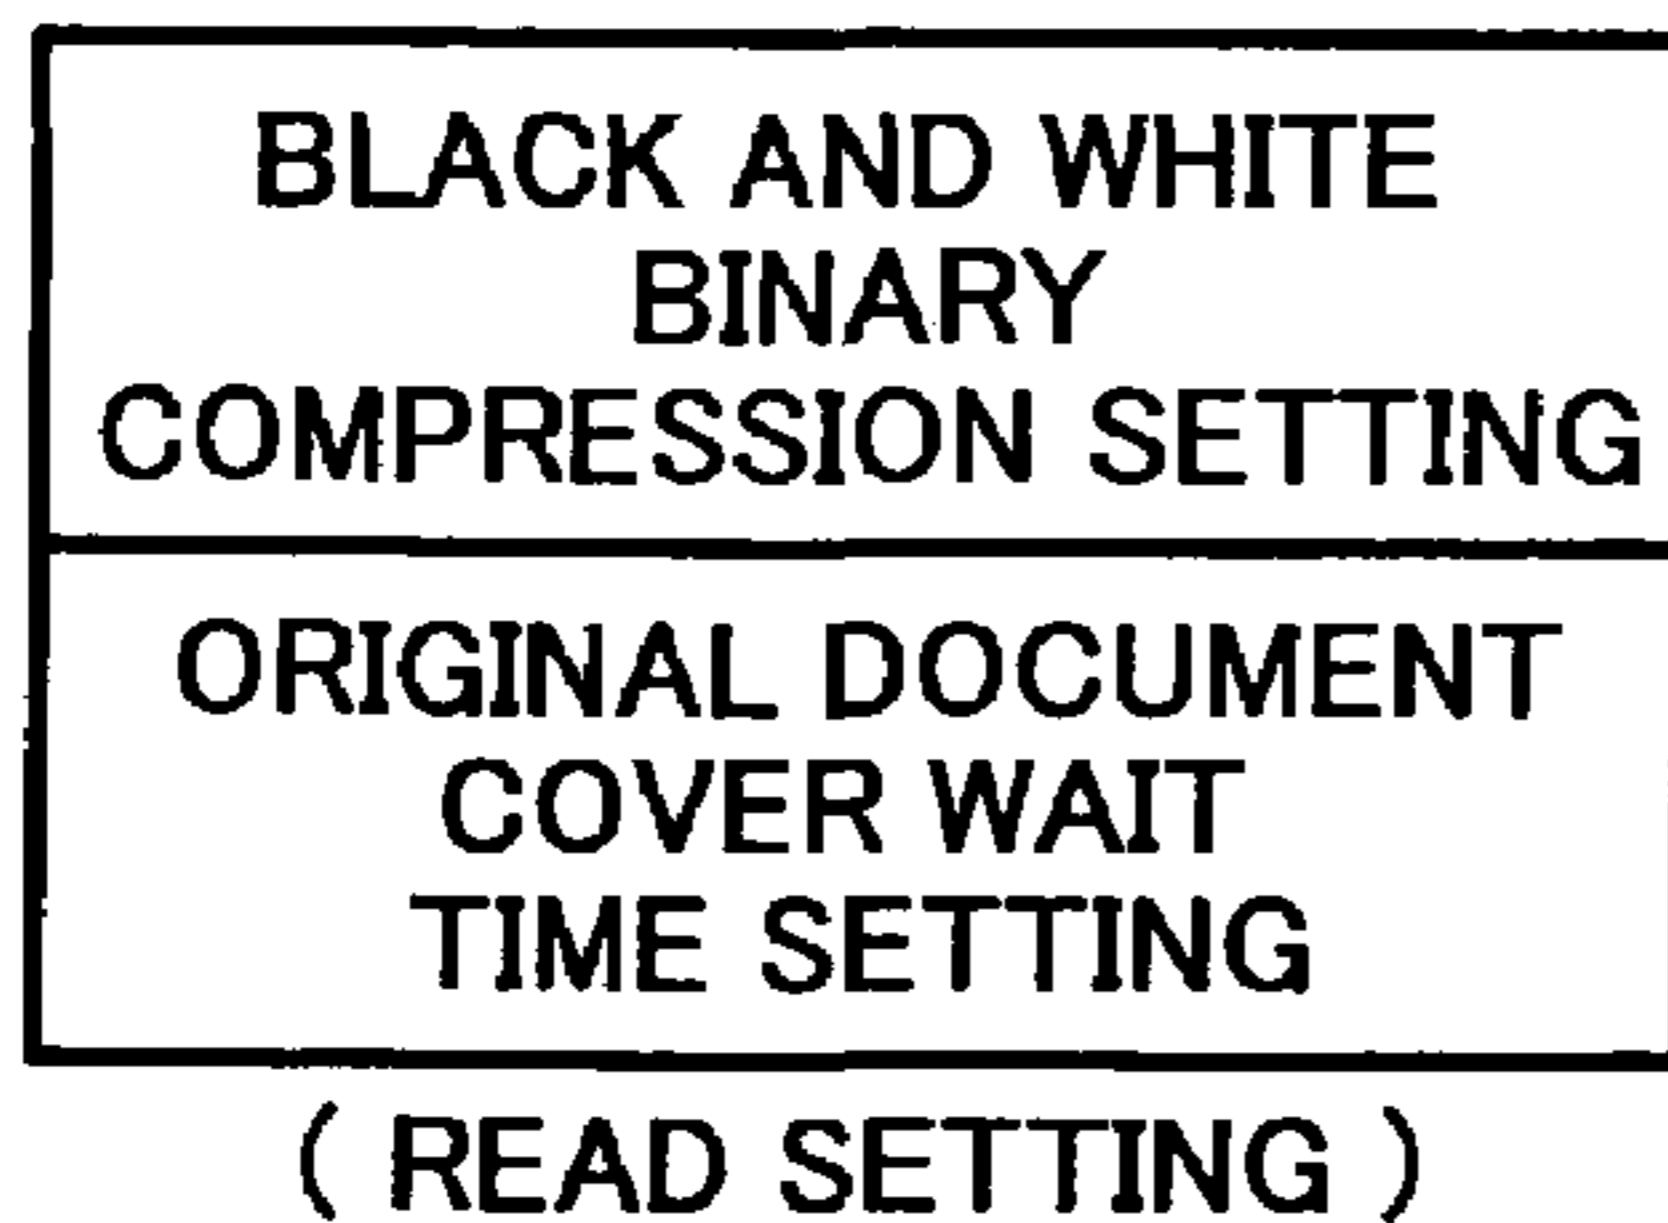 BLACK AND WHITE
BINARY
COMPRESSION SETTING
ORIGINAL DOCUMENT
COVER WAIT
TIME SETTING
( READ SETTING )